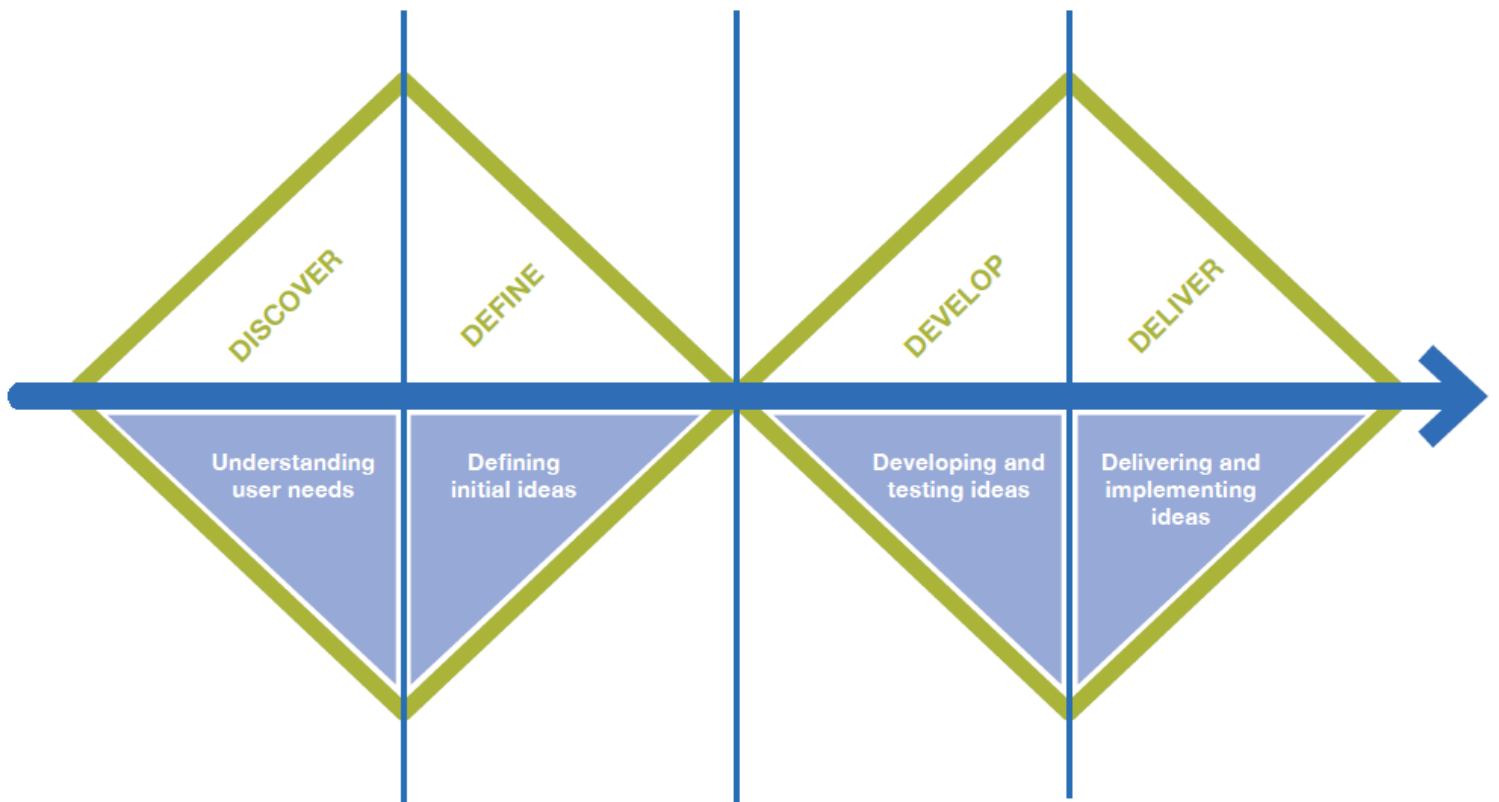 DISCOVER
DEFINE
DEVELOP
DELIVER
Understanding
user needs
Defining
initial ideas
Developing and
testing ideas
Delivering and
implementing
ideas